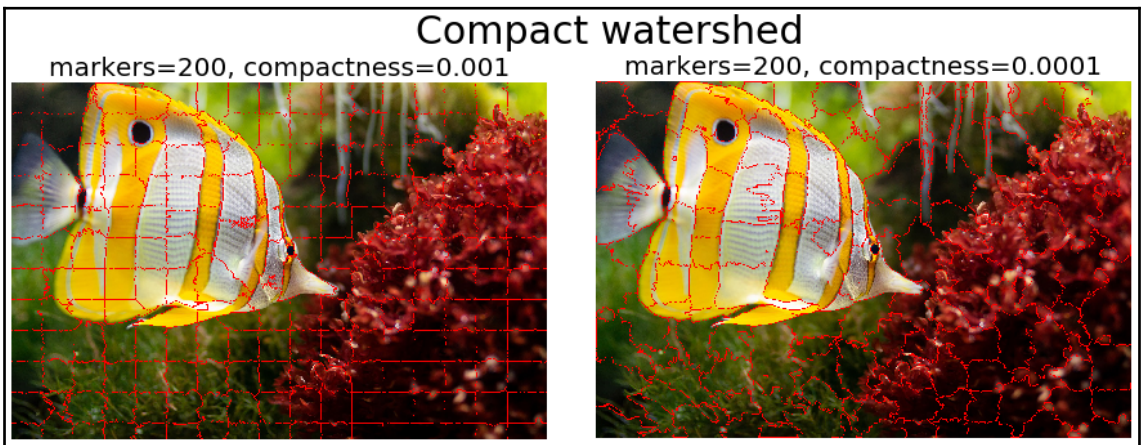 Compact watershed
markers=200, compactness=0.001
markers=200, compactness=0.0001